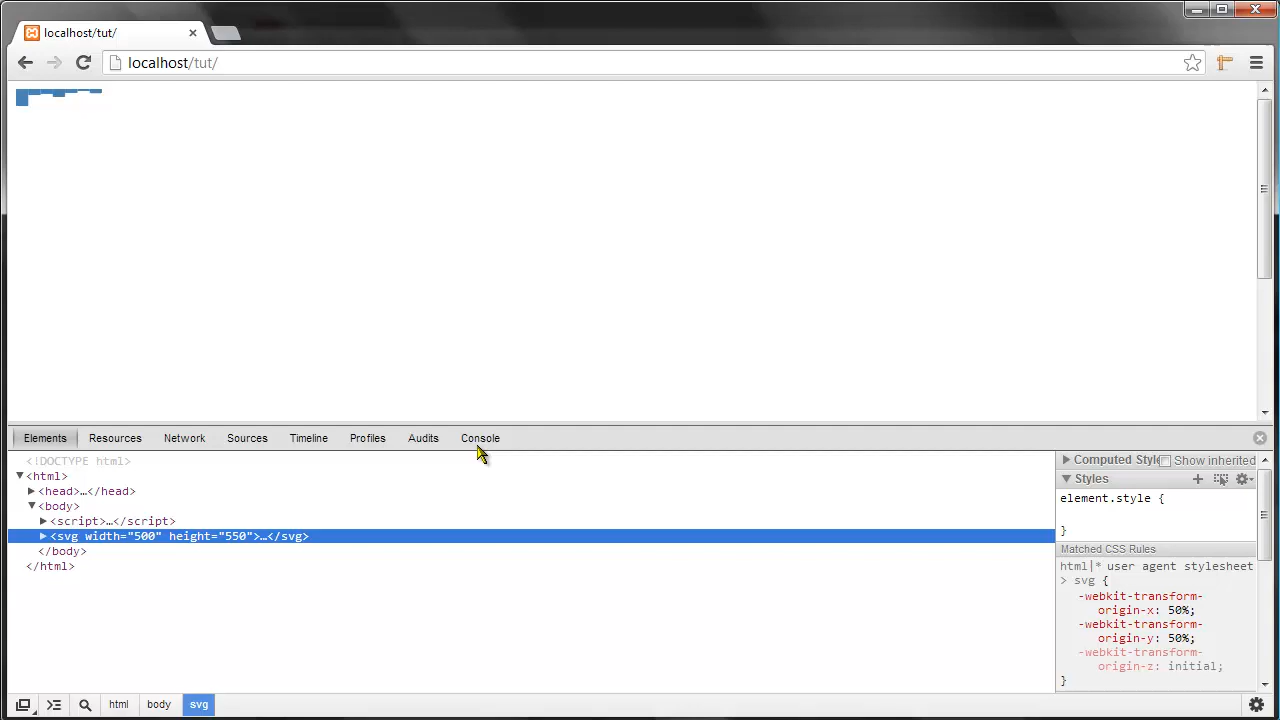 localhost/tut/
localhost/tut/
Elements Resources Network Sources Timeline Profiles Audits Console
<!DOCTYPE html>
<html>
<head>…</head>
<body>
<script>…</script>
<svg width="500" height="550">…</svg>
</body>
</html>
Computed Style Show inherited
Styles
element.style {
}
Matched CSS Rules
html|* user agent stylesheet
> svg {
-webkit-transform-
origin-x: 50%;
-webkit-transform-
origin-y: 50%;
-webkit-transform-
origin-z: initial;
}
html body svg